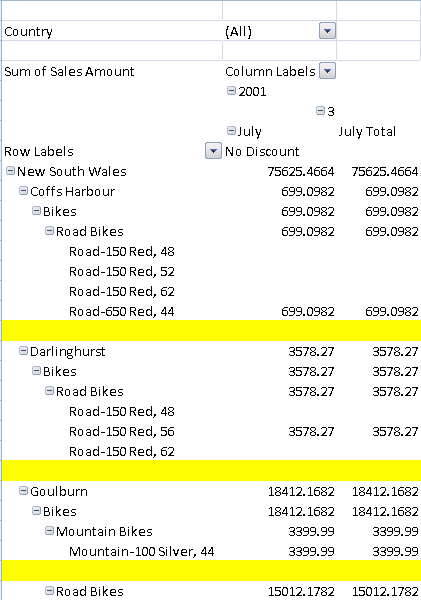 Country (All)
Sum of Sales Amount Column Labels
2001
3
July July Total
Row Labels No Discount
New South Wales 75625.4664 75625.4664
Coffs Harbour 699.0982 699.0982
Bikes 699.0982 699.0982
Road Bikes 699.0982 699.0982
Road-150 Red, 48
Road-150 Red, 52
Road-150 Red, 62
Road-650 Red, 44 699.0982 699.0982
Darlinghurst 3578.27 3578.27
Bikes 3578.27 3578.27
Road Bikes 3578.27 3578.27
Road-150 Red, 48
Road-150 Red, 56 3578.27 3578.27
Road-150 Red, 62
Goulburn 18412.1682 18412.1682
Bikes 18412.1682 18412.1682
Mountain Bikes 3399.99 3399.99
Mountain-100 Silver, 44 3399.99 3399.99
Road Bikes 15012.1782 15012.1782